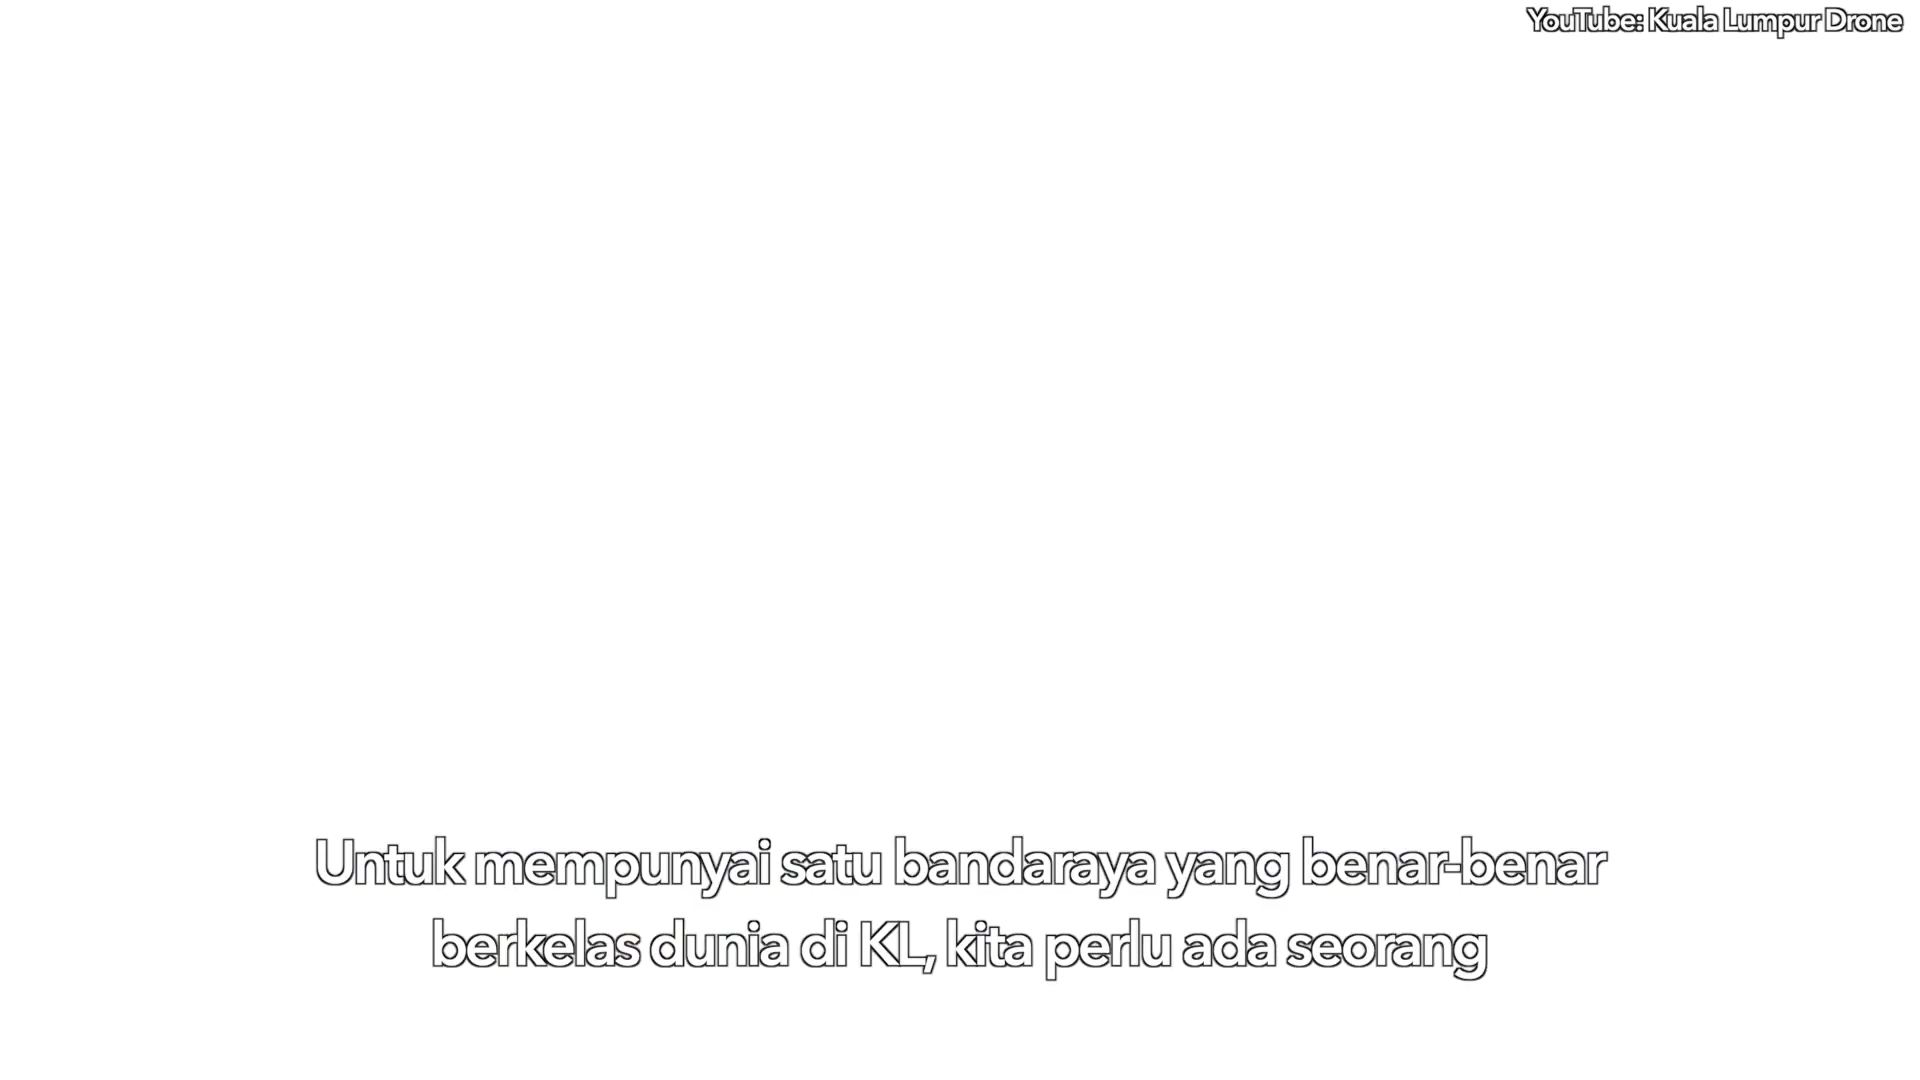 YouTube: Kuala Lumpur Drone
Untuk mempunyai satu bandaraya yang benar-benar
berkelas dunia di KL, kita perlu ada seorang